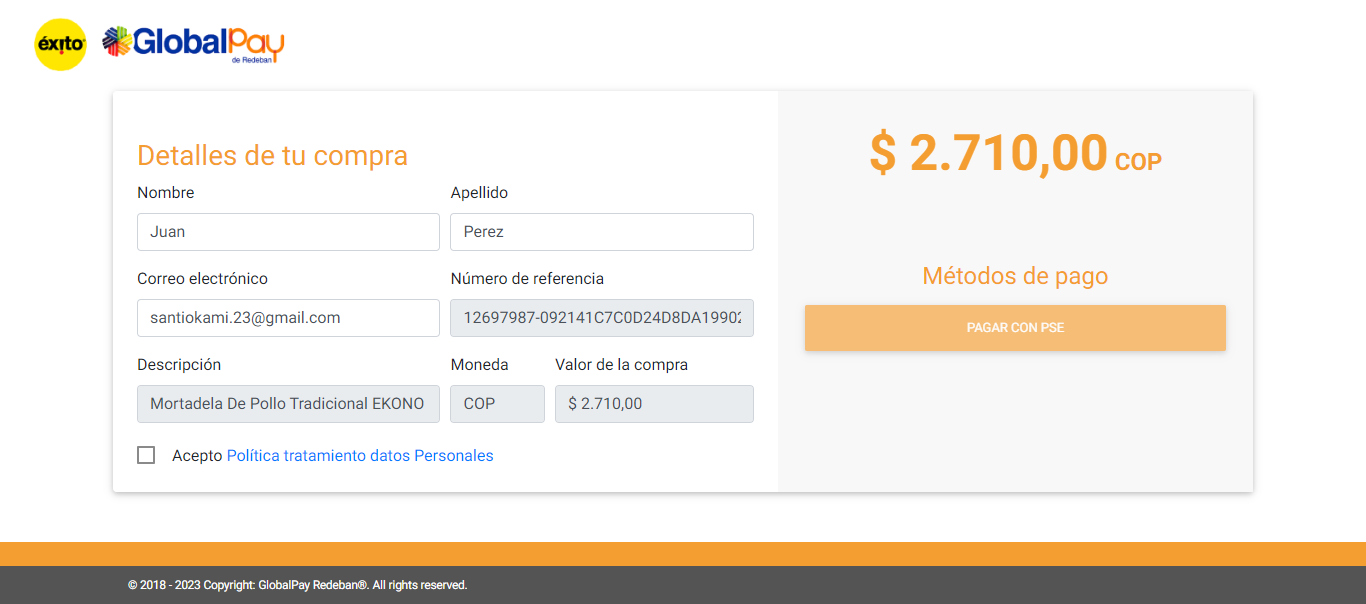 éxito
GlobalPay
de Redeban
Detalles de tu compra
Nombre
Apellido
Juan
Perez
Correo electrónico
Número de referencia
santiokami.23@gmail.com
12697987-092141C7C0D24D8DA19902
Descripción
Moneda
Valor de la compra
Mortadela De Pollo Tradicional EKONO
COP
$ 2.710,00
Acepto Política tratamiento datos Personales
$ 2.710,00 COP
Métodos de pago
PAGAR CON PSE
© 2018 - 2023 Copyright: GlobalPay Redeban®. All rights reserved.